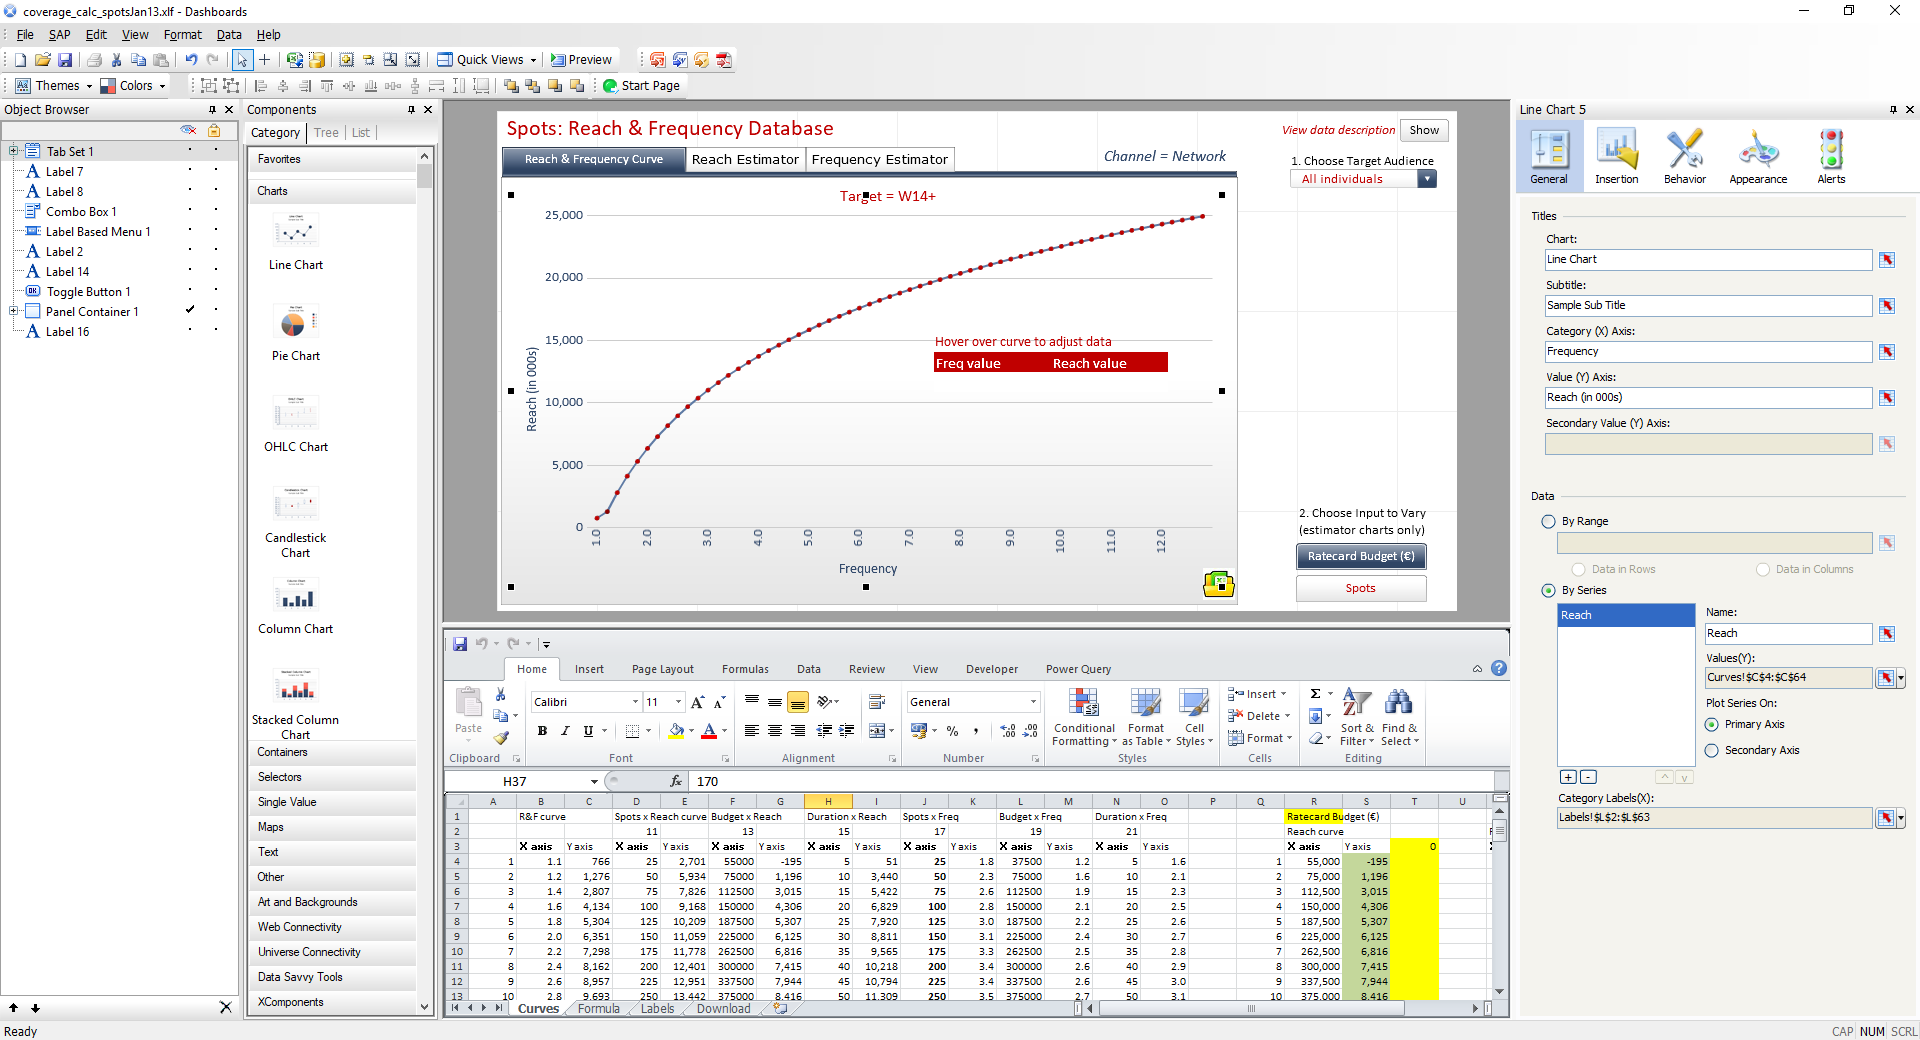 coverage_calc_spotsJan13.xlf - Dashboards
File SAP Edit View Format Data Help
Quick Views Preview
Themes Colors Start Page
Object Browser
Tab Set 1
Label 7
Label 8
Combo Box 1
Label Based Menu 1
Label 2
Label 14
Toggle Button 1
Panel Container 1
Label 16
Components
Category Tree List
Favorites
Charts
Line Chart
Pie Chart
OHLC Chart
Candlestick
Chart
Column Chart
Stacked Column
Chart
Containers
Selectors
Single Value
Maps
Text
Other
Art and Backgrounds
Web Connectivity
Universe Connectivity
Data Savvy Tools
XComponents
Spots: Reach & Frequency Database
View data description Show
Reach & Frequency Curve Reach Estimator Frequency Estimator
Channel = Network
1. Choose Target Audience
All individuals
Target = W14+
25,000
20,000
15,000
10,000
5,000
0
Reach (in 000s)
Hover over curve to adjust data
Freq value Reach value
1.0 2.0 3.0 4.0 5.0 6.0 7.0 8.0 9.0 10.0 11.0 12.0
Frequency
2. Choose Input to Vary
(estimator charts only)
Ratecard Budget (€)
Spots
Home Insert Page Layout Formulas Data Review View Developer Power Query
Paste
Calibri 11
B I U A
General
Conditional
Formatting
Format
as Table
Cell
Styles
Insert
Delete
Format
Sort &
Filter
Find &
Select
Clipboard Font Alignment Number Styles Cells Editing
H37 fx 170
A B C D E F G H I J K L M N O P Q R S T U
1 R&F curve Spots x Reach curve Budget x Reach Duration x Reach Spots x Freq Budget x Freq Duration x Freq Ratecard Budget (€)
2 11 13 15 17 19 21 Reach curve
3 X axis Y axis X axis Y axis X axis Y axis X axis Y axis X axis Y axis X axis Y axis X axis Y axis X axis Y axis 0
4 1 1.1 766 25 2,701 55000 -195 5 51 25 1.8 37500 1.2 5 1.6 1 55,000 -195
5 2 1.2 1,276 50 5,934 75000 1,196 10 3,440 50 2.3 75000 1.6 10 2.1 2 75,000 1,196
6 3 1.4 2,807 75 7,826 112500 3,015 15 5,422 75 2.6 112500 1.9 15 2.3 3 112,500 3,015
7 4 1.6 4,134 100 9,168 150000 4,306 20 6,829 100 2.8 150000 2.1 20 2.5 4 150,000 4,306
8 5 1.8 5,304 125 10,209 187500 5,307 25 7,920 125 3.0 187500 2.2 25 2.6 5 187,500 5,307
9 6 2.0 6,351 150 11,059 225000 6,125 30 8,811 150 3.1 225000 2.4 30 2.7 6 225,000 6,125
10 7 2.2 7,298 175 11,778 262500 6,816 35 9,565 175 3.3 262500 2.5 35 2.8 7 262,500 6,816
11 8 2.4 8,162 200 12,401 300000 7,415 40 10,218 200 3.4 300000 2.6 40 2.9 8 300,000 7,415
12 9 2.6 8,957 225 12,951 337500 7,944 45 10,794 225 3.4 337500 2.6 45 3.0 9 337,500 7,944
13 10 2.8 9,693 250 13,442 375000 8,416 50 11,309 250 3.5 375000 2.7 50 3.1 10 375,000 8,416
Curves Formula Labels Download
Line Chart 5
General Insertion Behavior Appearance Alerts
Titles
Chart:
Line Chart
Subtitle:
Sample Sub Title
Category (X) Axis:
Frequency
Value (Y) Axis:
Reach (in 000s)
Secondary Value (Y) Axis:
Data
By Range
Data in Rows Data in Columns
By Series
Reach
Name:
Reach
Values(Y):
Curves!$C$4:$C$64
Plot Series On:
Primary Axis
Secondary Axis
Category Labels(X):
Labels!$L$2:$L$63
Ready
CAP NUM SCRL